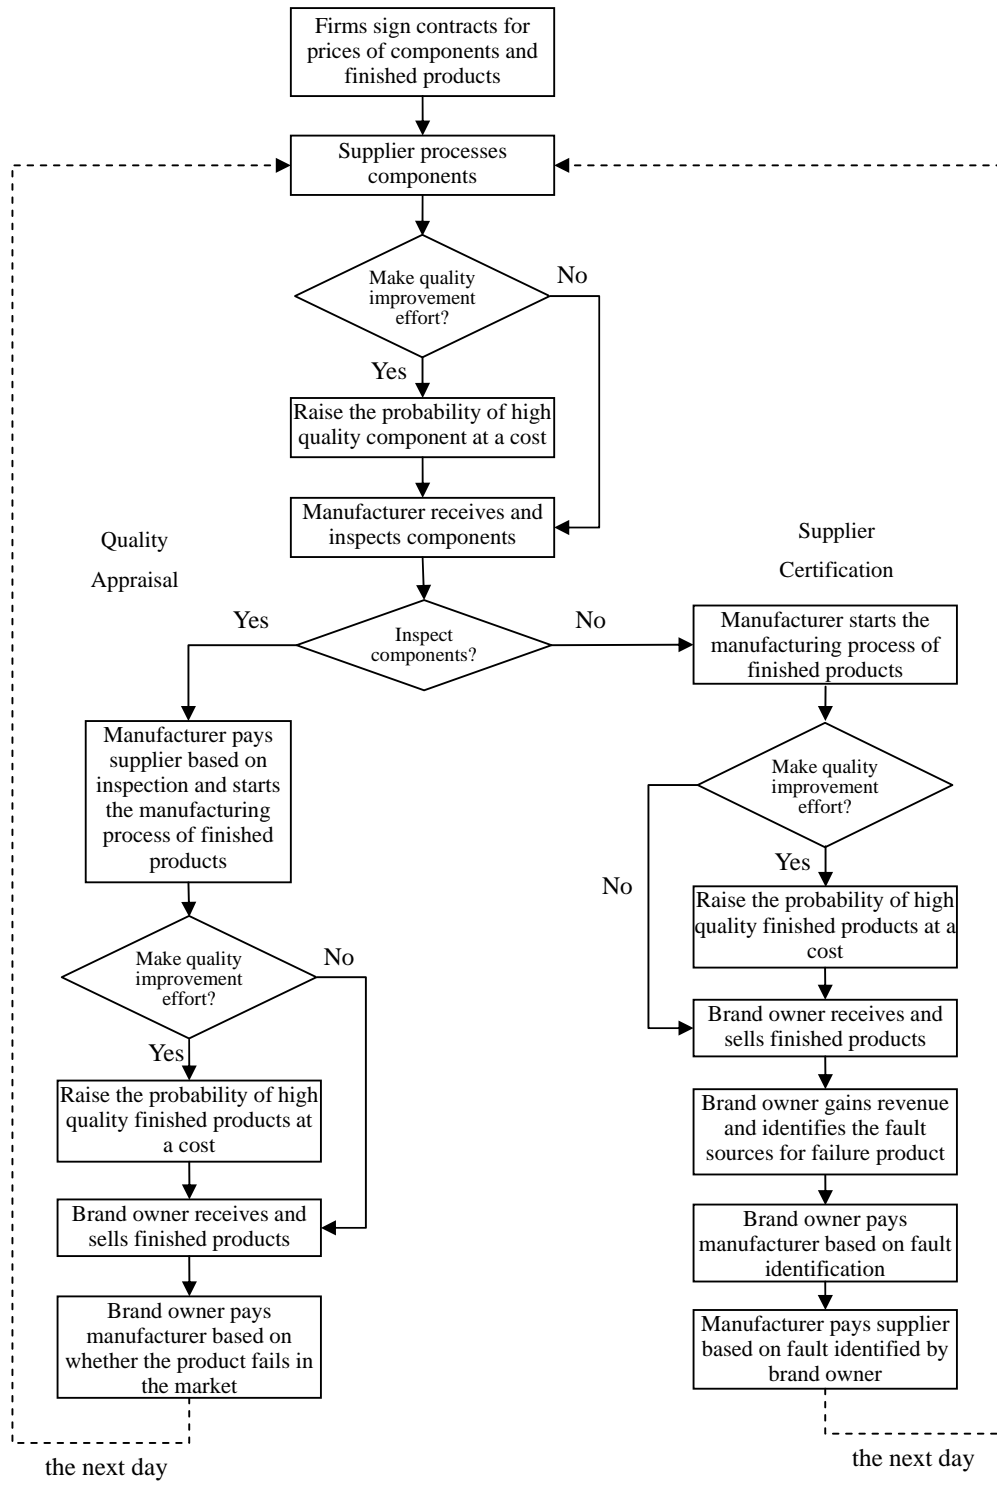 Firms sign contracts for
prices of components and
finished products
Supplier processes
components
Make quality
improvement
effort?
No
Yes
Raise the probability of high
quality component at a cost
Manufacturer receives and
inspects components
Quality
Appraisal
Supplier
Certification
Inspect
components?
Yes
No
Manufacturer pays
supplier based on
inspection and starts
the manufacturing
process of finished
products
Make quality
improvement
effort?
No
Yes
Raise the probability of high
quality finished products at
a cost
Brand owner receives and
sells finished products
Brand owner pays
manufacturer based on
whether the product fails in
the market
the next day
Manufacturer starts the
manufacturing process of
finished products
Make quality
improvement
effort?
Yes
No
Raise the probability of high
quality finished products at a
cost
Brand owner receives and
sells finished products
Brand owner gains revenue
and identifies the fault
sources for failure product
Brand owner pays
manufacturer based on fault
identification
Manufacturer pays supplier
based on fault identified by
brand owner
the next day